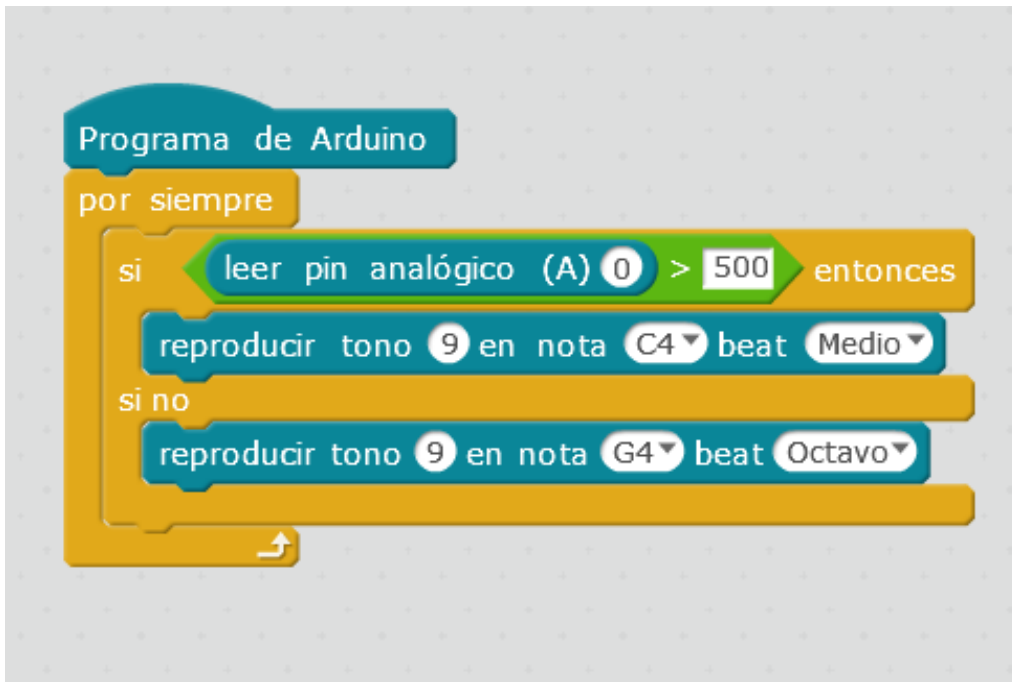 Programa de Arduino
por siempre
si leer pin analógico (A) 0 > 500 entonces
reproducir tono 9 en nota C4 beat Medio
si no
reproducir tono 9 en nota G4 beat Octavo